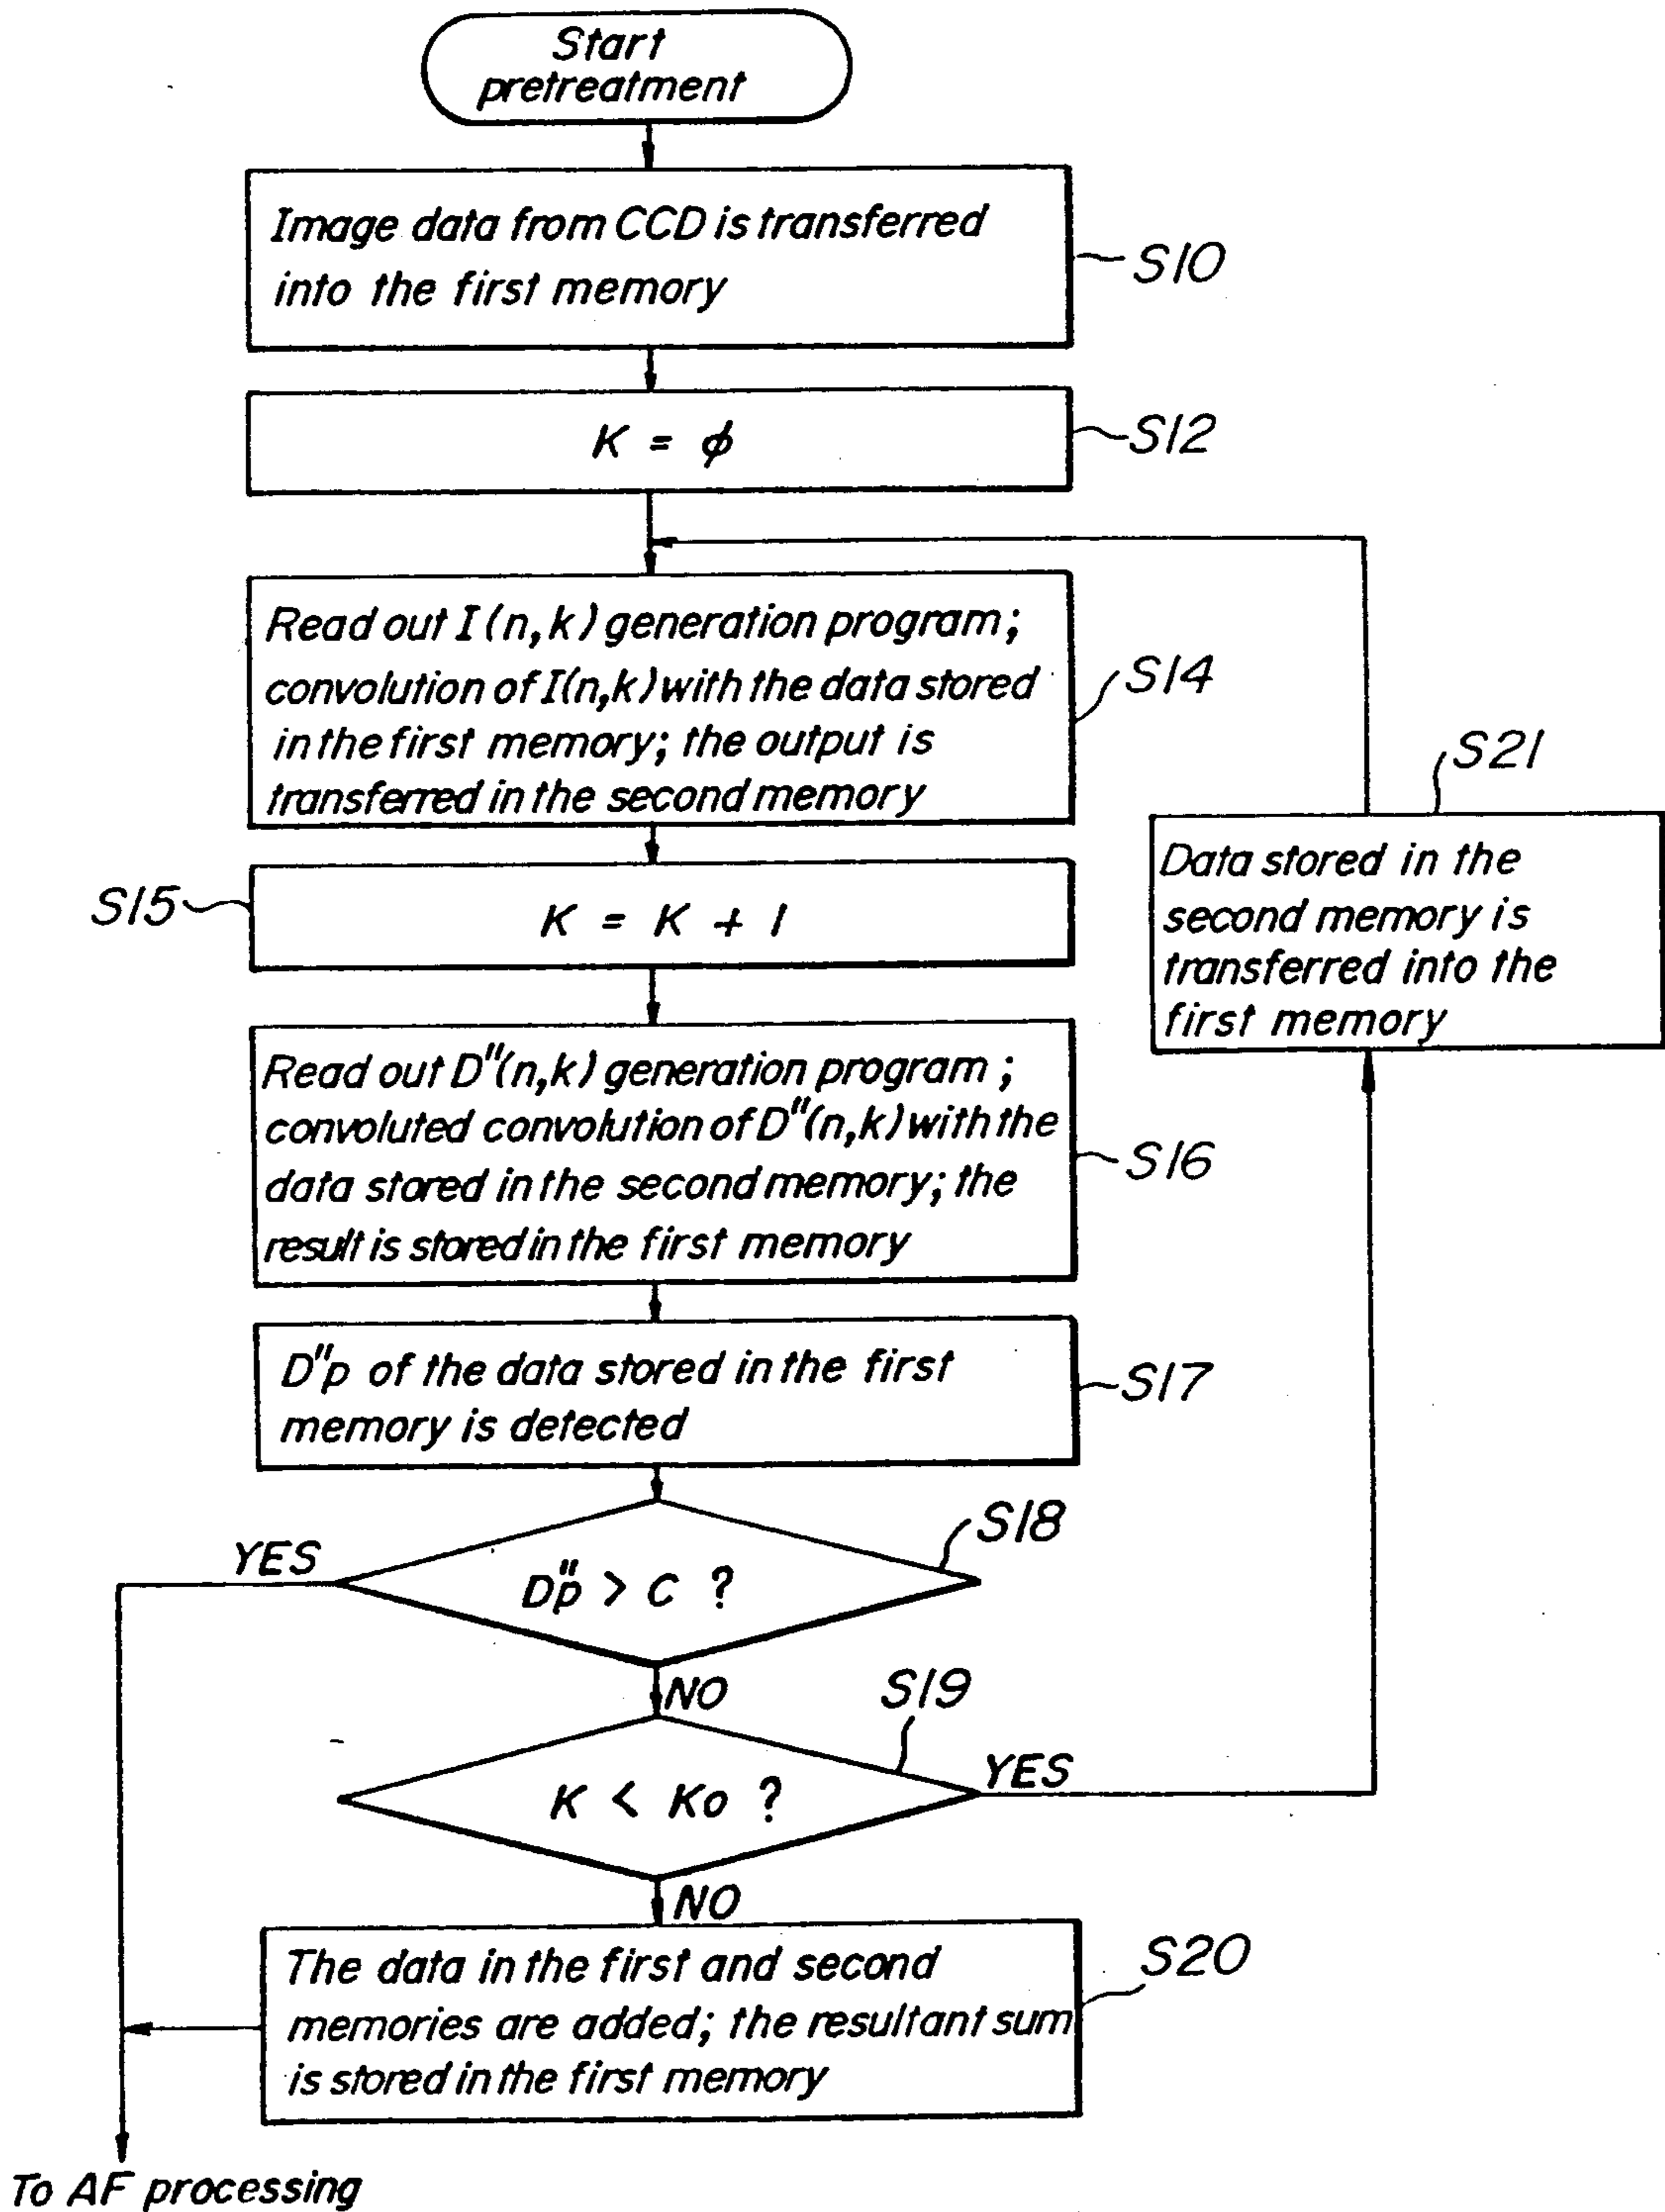 Start
pretreatment
Image data from CCD is transferred
into the first memory
S10
K = ϕ
S12
Read out I(n,k) generation program;
convolution of I(n,k) with the data stored
in the first memory; the output is
transferred in the second memory
S14
S21
Data stored in the
second memory is
transferred into the
first memory
S15
K = K + 1
Read out D"(n,k) generation program;
convoluted convolution of D"(n,k) with the
data stored in the second memory; the
result is stored in the first memory
S16
D"p of the data stored in the first
memory is detected
S17
S18
YES
D"p > C ?
NO
S19
K < Ko ?
YES
NO
The data in the first and second
memories are added; the resultant sum
is stored in the first memory
S20
To AF processing